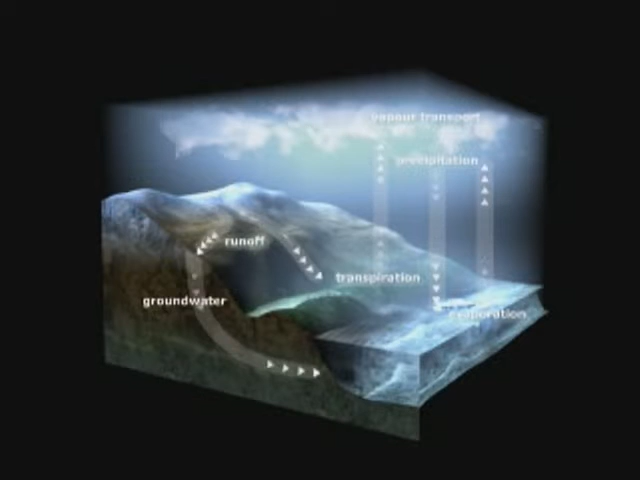 vapour transport
precipitation
runoff
transpiration
groundwater
evaporation